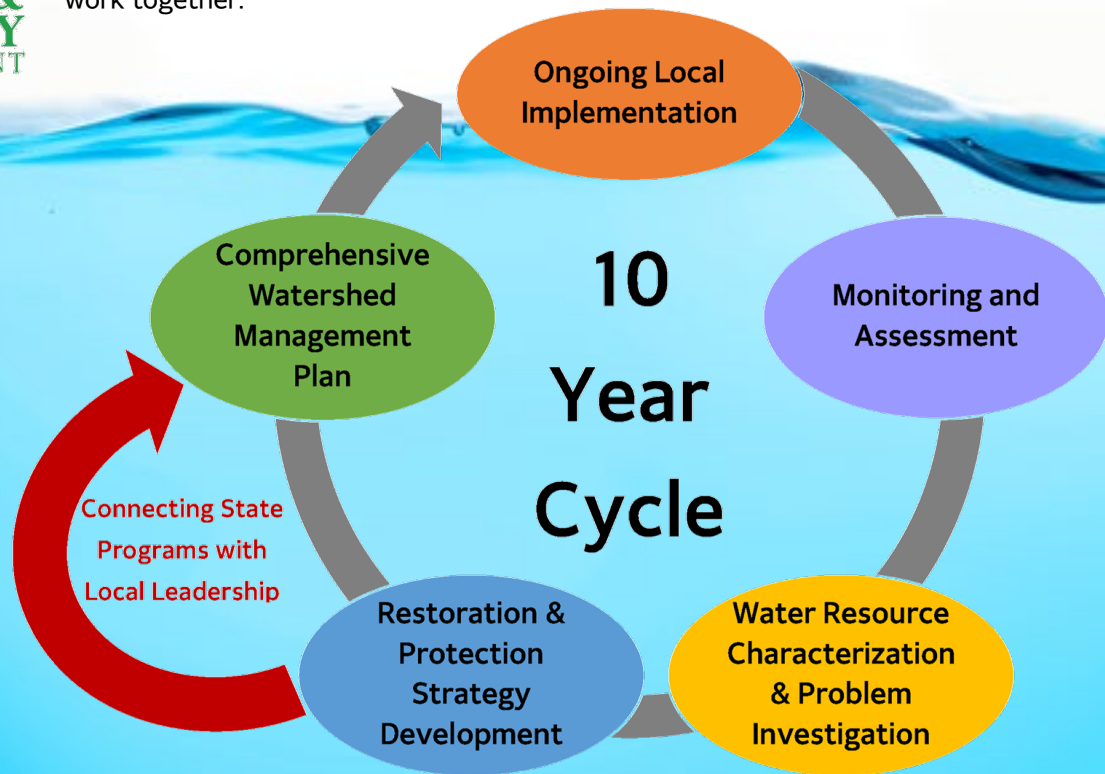 work together.
&
Y
NT
Ongoing Local
Implementation
Comprehensive
Watershed
Management
Plan
10
Year
Cycle
Monitoring and
Assessment
Connecting State
Programs with
Local Leadership
Restoration &
Protection
Strategy
Development
Water Resource
Characterization
& Problem
Investigation